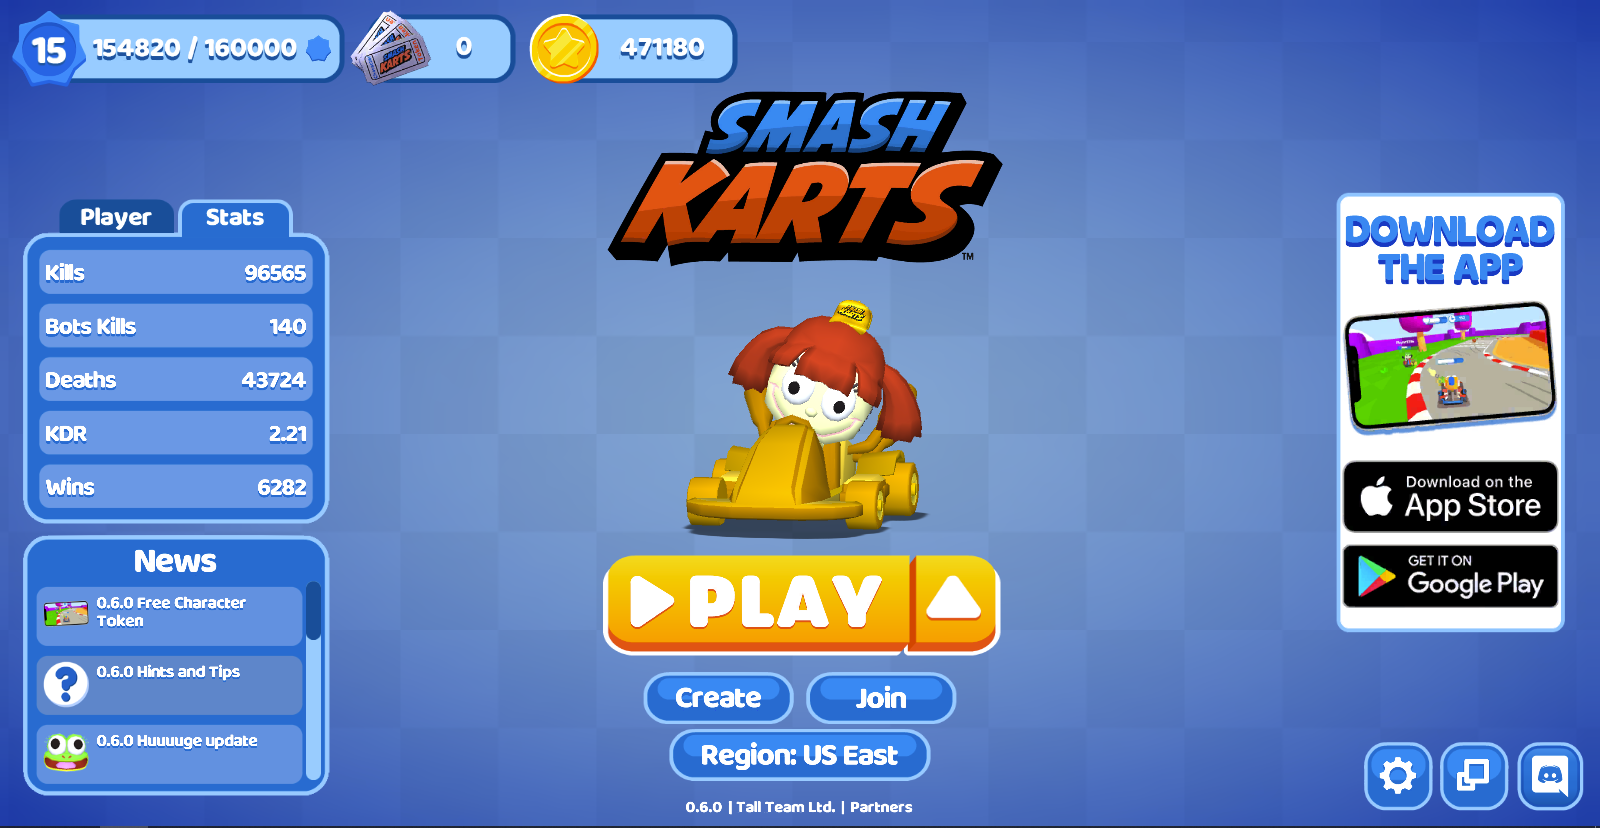 15
154820 / 160000
0
471180
SMASH
KARTS
TM
Player
Stats
Kills 96565
Bots Kills 140
Deaths 43724
KDR 2.21
Wins 6282
News
0.6.0 Free Character
Token
0.6.0 Hints and Tips
0.6.0 Huuuuge update
PLAY
Create
Join
Region: US East
0.6.0 | Tall Team Ltd. | Partners
DOWNLOAD
THE APP
Download on the
App Store
GET IT ON
Google Play